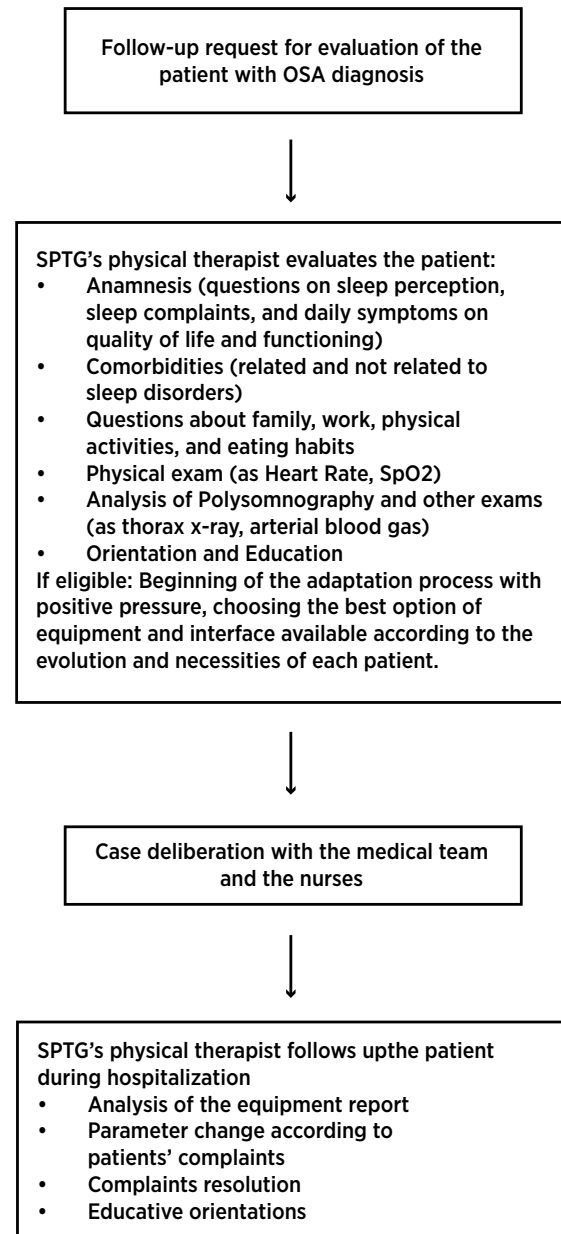 Follow-up request for evaluation of the
patient with OSA diagnosis
SPTG's physical therapist evaluates the patient:
• Anamnesis (questions on sleep perception,
sleep complaints, and daily symptoms on
quality of life and functioning)
• Comorbidities (related and not related to
sleep disorders)
• Questions about family, work, physical
activities, and eating habits
• Physical exam (as Heart Rate, SpO2)
• Analysis of Polysomnography and other exams
(as thorax x-ray, arterial blood gas)
• Orientation and Education
If eligible: Beginning of the adaptation process with
positive pressure, choosing the best option of
equipment and interface available according to the
evolution and necessities of each patient.
Case deliberation with the medical team
and the nurses
SPTG's physical therapist follows upthe patient
during hospitalization
• Analysis of the equipment report
• Parameter change according to
patients' complaints
• Complaints resolution
• Educative orientations